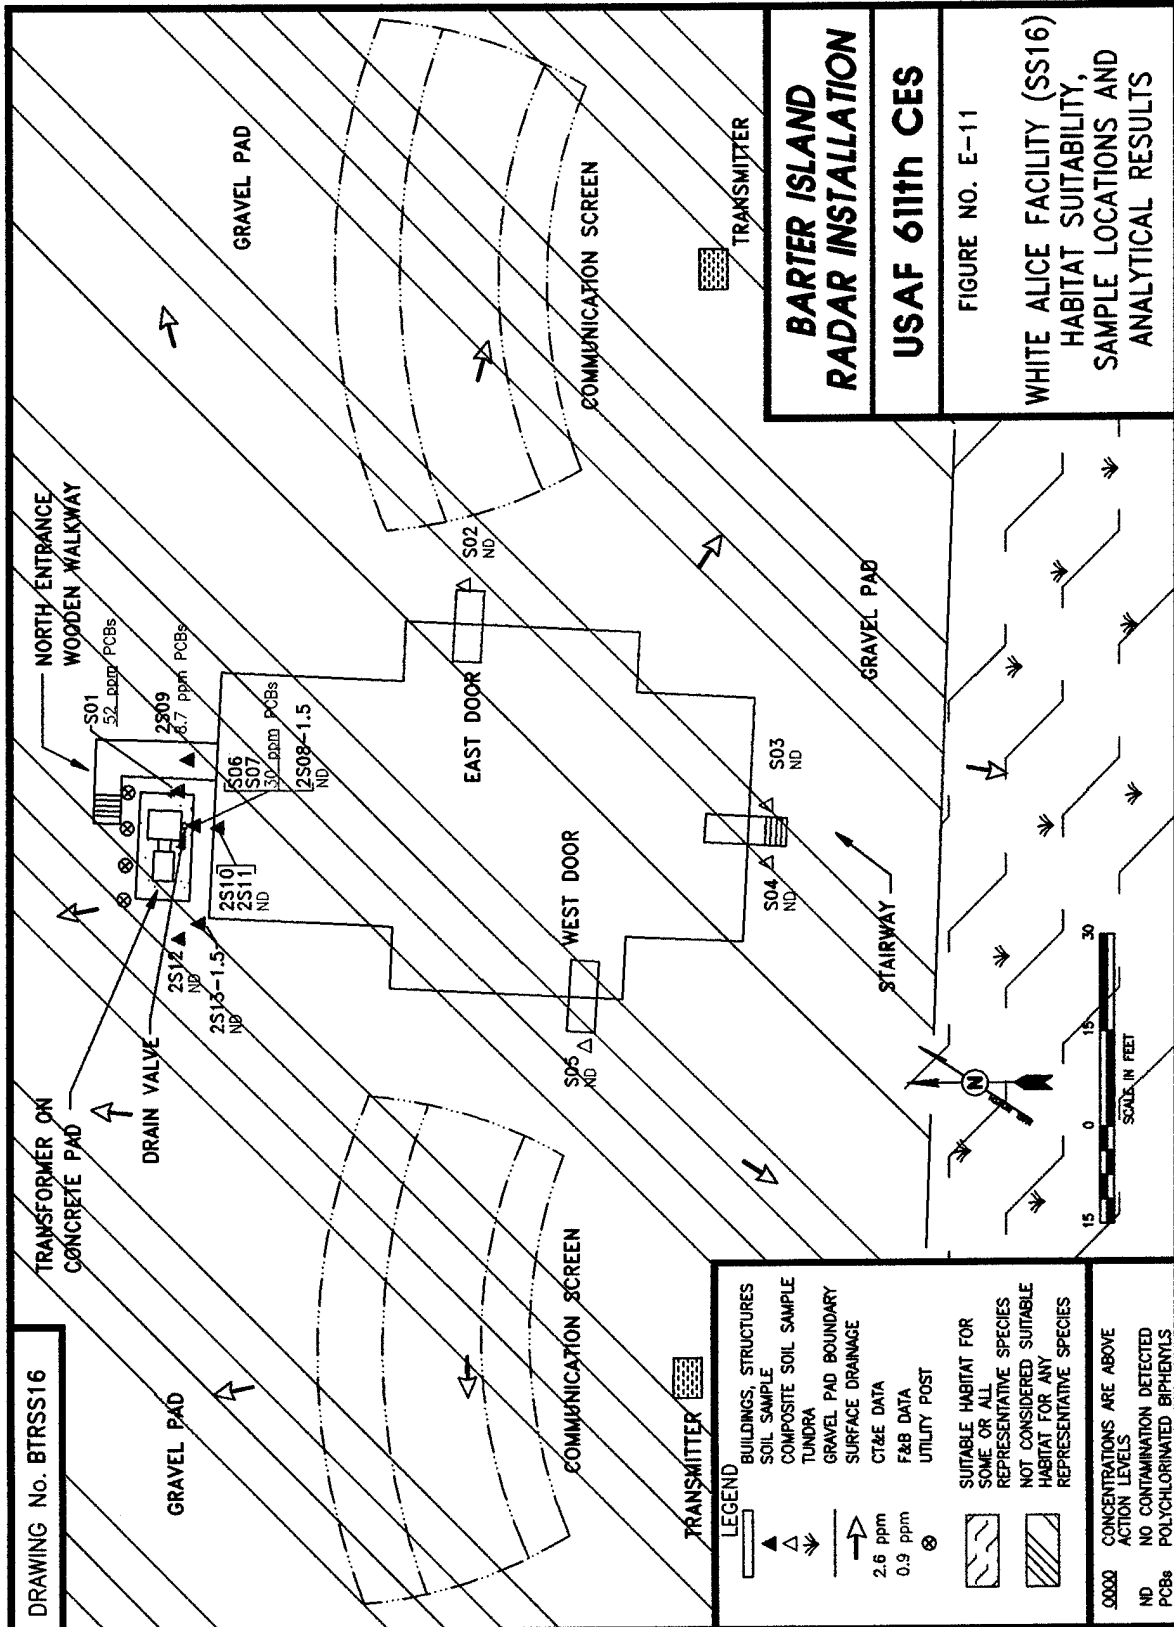 DRAWING No. BTRSS16
TRANSFORMER ON
CONCRETE PAD
DRAIN VALVE
NORTH ENTRANCE
WOODEN WALKWAY
S01
52 ppm PCBs
2S09
8.7 ppm PCBs
S06
S07
30 ppm PCBs
2S08-1.5
ND
2S10
2S11
ND
2S12
ND
2S13-1.5
ND
GRAVEL PAD
GRAVEL PAD
S02
ND
EAST DOOR
WEST DOOR
S05
ND
S03
ND
S04
ND
STAIRWAY
GRAVEL PAD
COMMUNICATION SCREEN
COMMUNICATION SCREEN
TRANSMITTER
TRANSMITTER
N
15 0 15 30
SCALE IN FEET
LEGEND
BUILDINGS, STRUCTURES
SOIL SAMPLE
COMPOSITE SOIL SAMPLE
TUNDRA
GRAVEL PAD BOUNDARY
SURFACE DRAINAGE
2.6 ppm CT&E DATA
0.9 ppm F&B DATA
UTILITY POST
SUITABLE HABITAT FOR
SOME OR ALL
REPRESENTATIVE SPECIES
NOT CONSIDERED SUITABLE
HABITAT FOR ANY
REPRESENTATIVE SPECIES
0000 CONCENTRATIONS ARE ABOVE
ACTION LEVELS
ND NO CONTAMINATION DETECTED
PCBs POLYCHLORINATED BIPHENYLS
BARTER ISLAND
RADAR INSTALLATION
USAF 611th CES
FIGURE NO. E-11
WHITE ALICE FACILITY (SS16)
HABITAT SUITABILITY,
SAMPLE LOCATIONS AND
ANALYTICAL RESULTS